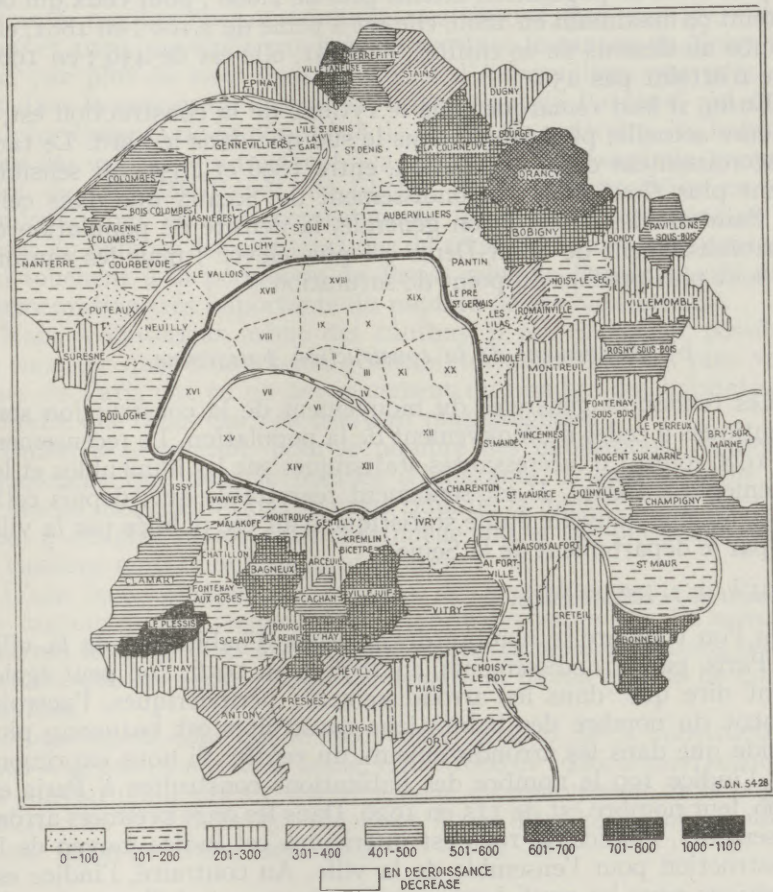 VILLETANEUSE
PIERREFITTE
EPINAY
STAINS
DUGNY
L'ILE ST DENIS
LA GAR
GENNEVILLIERS
ST DENIS
LA COURNEUVE
LE BOURGET
DRANCY
COLOMBES
BOIS COLOMBES
ASNIÈRES
LA GARENNE
COLOMBES
CLICHY
ST OUEN
AUBERVILLIERS
BOBIGNY
BONDY
PAVILLONS
SOUS-BOIS
NANTERRE
COURBEVOIE
LE VALLOIS
PANTIN
NOISY-LE-SEC
PUTEAUX
NEUILLY
XVII
XVIII
XIX
LE PRE
ST GERVAIS
LES
LILAS
ROMAINVILLE
VILLEMOMBLE
SURESNE
VIII
IX
X
II
III
XI
XX
BAGNOLET
MONTREUIL
ROSNY SOUS-BOIS
BOULOGNE
XVI
VII
VI
IV
V
XII
XV
XIV
XIII
ST MANDE
VINCENNES
FONTENAY
SOUS-BOIS
LE PERREUX
BRY-SUR
MARNE
NOGENT SUR MARNE
ISSY
VANVES
MALAKOFF
MONTROUGE
GENTILLY
KREMLIN
BICETRE
IVRY
CHARENTON
ST MAURICE
JOINVILLE
CHAMPIGNY
CHATILLON
BAGNEUX
ARCEUIL
CACHAN
VILLEJUIF
VITRY
ALFORT
VILLE
MAISONS ALFORT
ST MAUR
CLAMART
FONTENAY
AUX ROSES
LE PLESSIS
SCEAUX
BOURG
LA REINE
L'HAY
CRETEIL
BONNEUIL
CHATENAY
CHEVILLY
CHOISY
LE ROY
ANTONY
FRESNES
RUNGIS
THIAIS
ORLY
S.D.N. 5428
0-100 101-200 201-300 301-400 401-500 501-600 601-700 701-800 1000-1100
EN DECROISSANCE
DECREASE